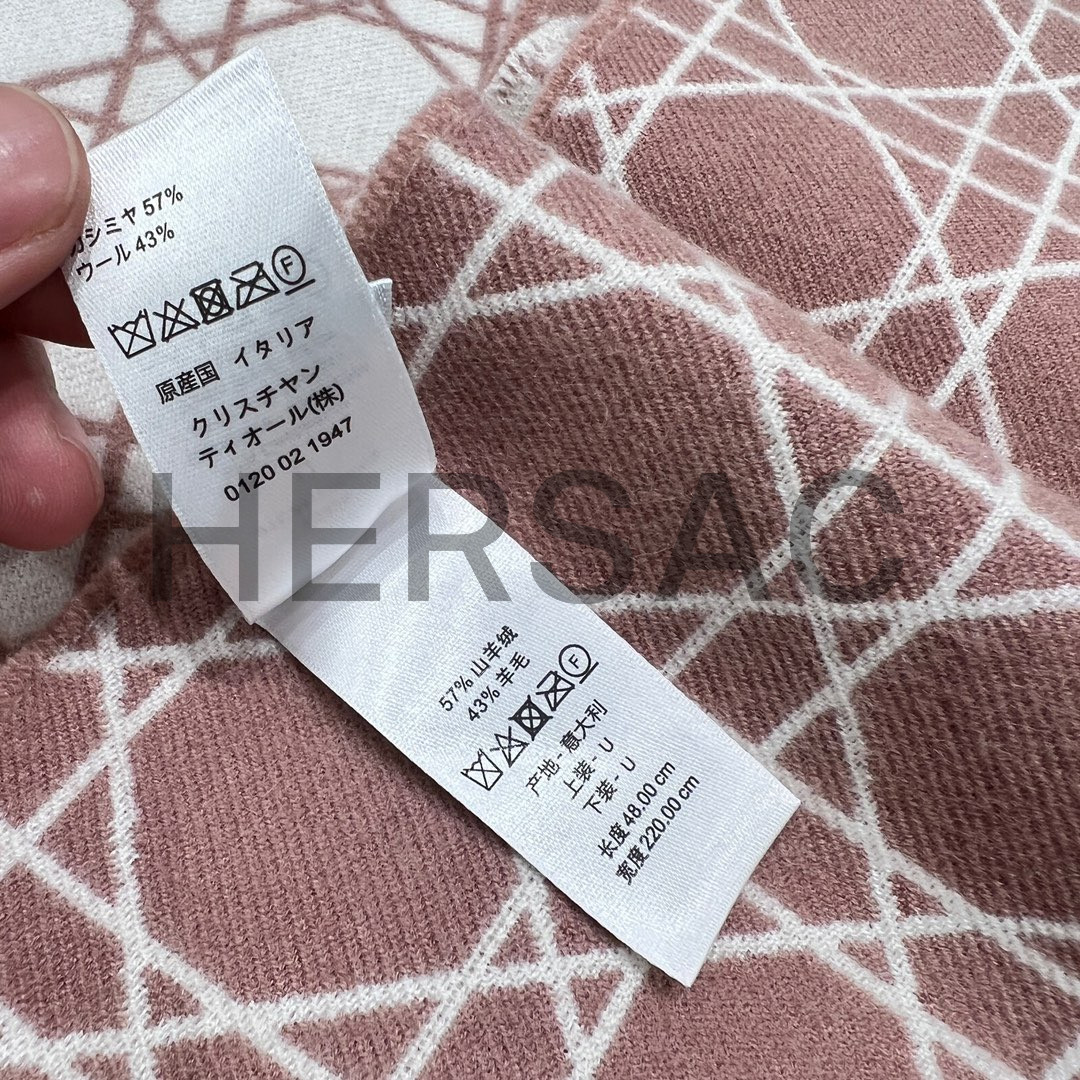 カシミヤ 57%
ウール 43%
F
原産国 イタリア
クリスチャン
ディオール(株)
0120 02 1947
HERSAC
57% 山羊绒
43% 羊毛
F
产地 - 意大利
上装 - U
下装 - U
长度 48.00 cm
宽度 220.00 cm